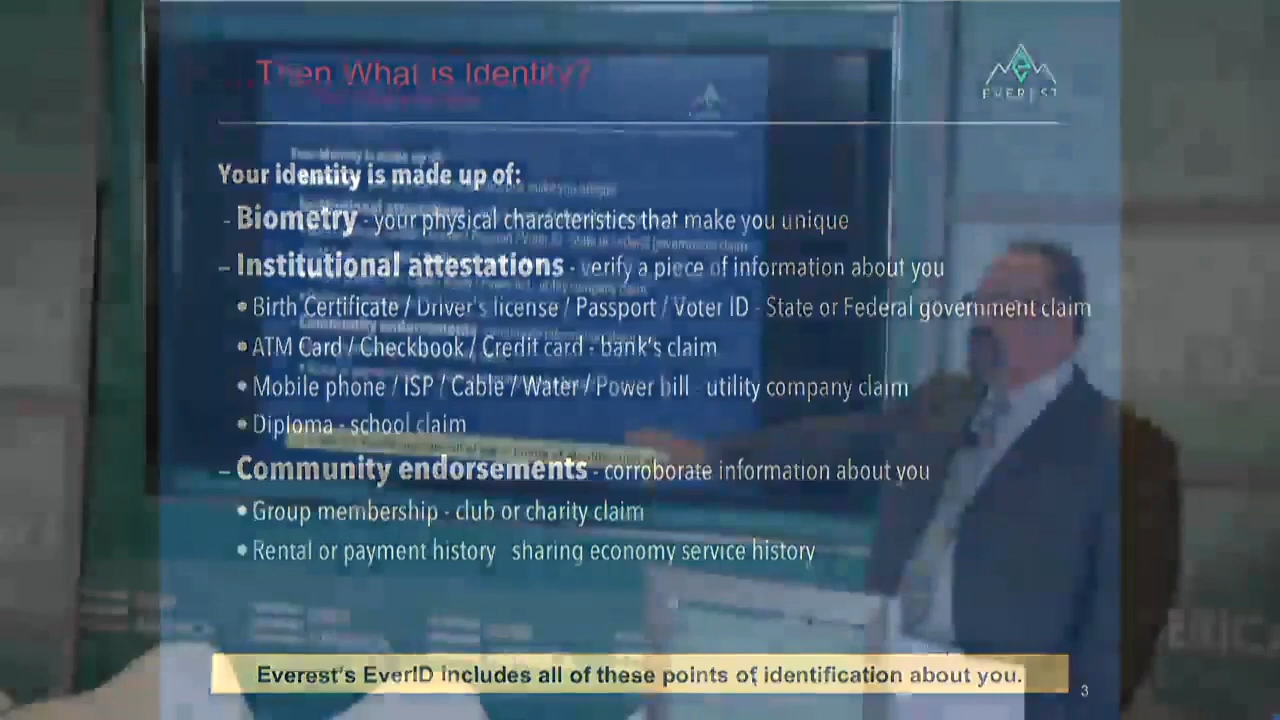 Then What is Identity?
EVEREST
Your identity is made up of:
- Biometry - your physical characteristics that make you unique
– Institutional attestations - verify a piece of information about you
• Birth Certificate / Driver's license / Passport / Voter ID - State or Federal government claim
• ATM Card / Checkbook / Credit card - bank's claim
• Mobile phone / ISP / Cable / Water / Power bill utility company claim
• Diploma - school claim
– Community endorsements - corroborate information about you
• Group membership - club or charity claim
• Rental or payment history sharing economy service history
Everest's EverID includes all of these points of identification about you.
3